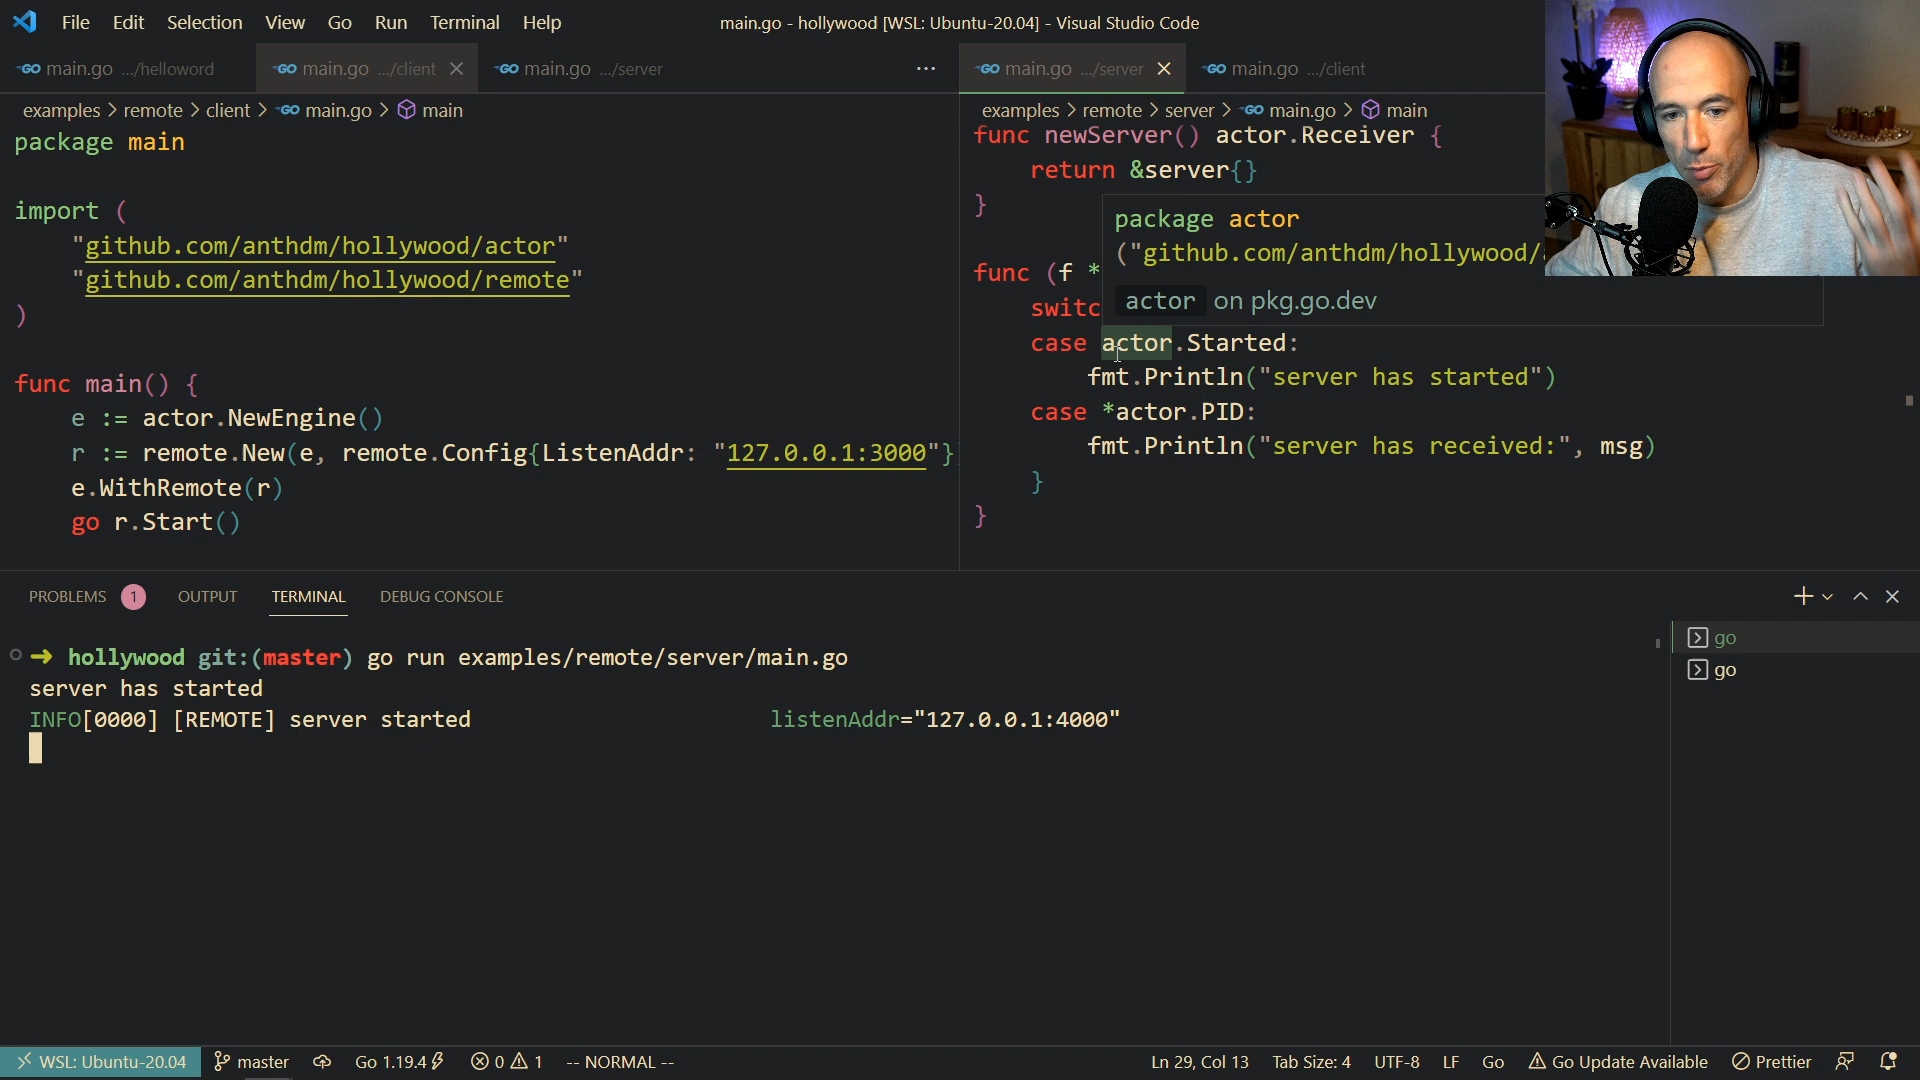 File Edit Selection View Go Run Terminal Help
main.go - hollywood [WSL: Ubuntu-20.04] - Visual Studio Code
main.go .../helloword
main.go .../client
main.go .../server
main.go .../server
main.go .../client
examples > remote > client > main.go > main
package main
import (
"github.com/anthdm/hollywood/actor"
"github.com/anthdm/hollywood/remote"
)
func main() {
e := actor.NewEngine()
r := remote.New(e, remote.Config{ListenAddr: "127.0.0.1:3000"}
e.WithRemote(r)
go r.Start()
examples > remote > server > main.go > main
func newServer() actor.Receiver {
return &server{}
}
package actor
("github.com/anthdm/hollywood/
actor on pkg.go.dev
func (f *
switc
case actor.Started:
fmt.Println("server has started")
case *actor.PID:
fmt.Println("server has received:", msg)
}
}
PROBLEMS 1 OUTPUT TERMINAL DEBUG CONSOLE
hollywood git:(master) go run examples/remote/server/main.go
server has started
INFO[0000] [REMOTE] server started listenAddr="127.0.0.1:4000"
go
go
WSL: Ubuntu-20.04 master Go 1.19.4 0 1 -- NORMAL -- Ln 29, Col 13 Tab Size: 4 UTF-8 LF Go Go Update Available Prettier